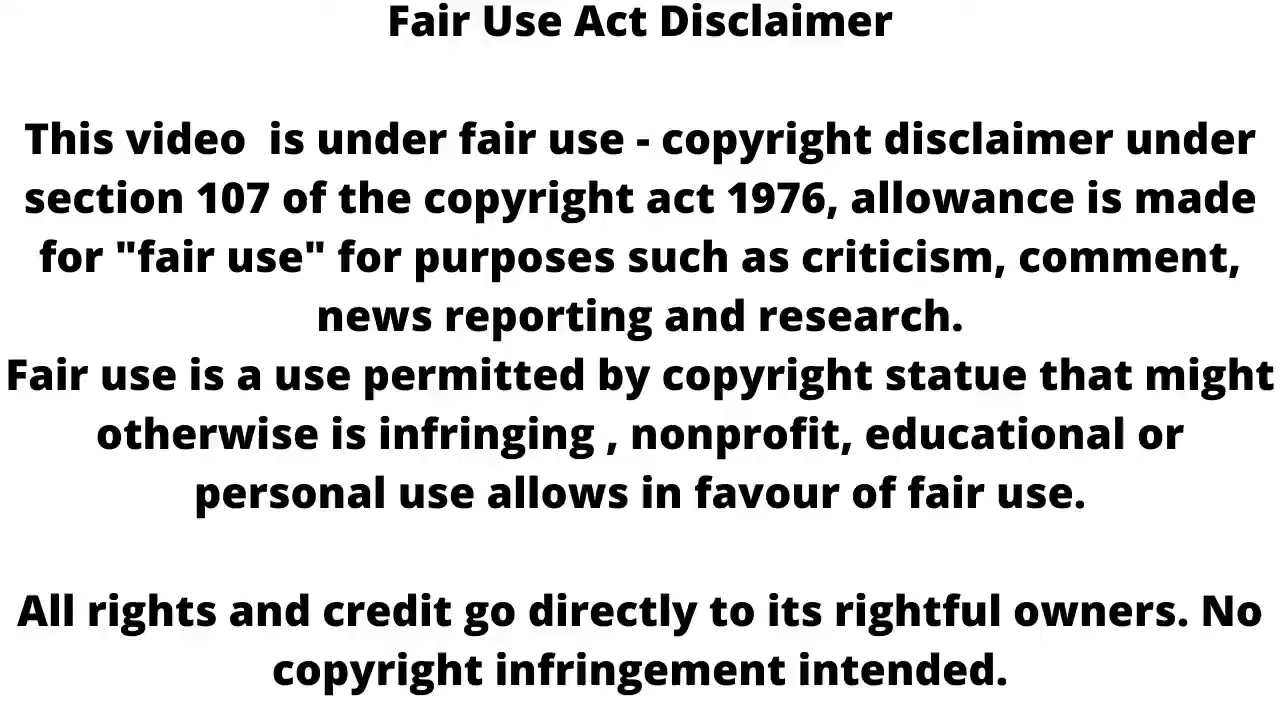 Fair Use Act Disclaimer
This video  is under fair use - copyright disclaimer under
section 107 of the copyright act 1976, allowance is made
for "fair use" for purposes such as criticism, comment,
news reporting and research.
Fair use is a use permitted by copyright statue that might
otherwise is infringing , nonprofit, educational or
personal use allows in favour of fair use.
All rights and credit go directly to its rightful owners. No
copyright infringement intended.